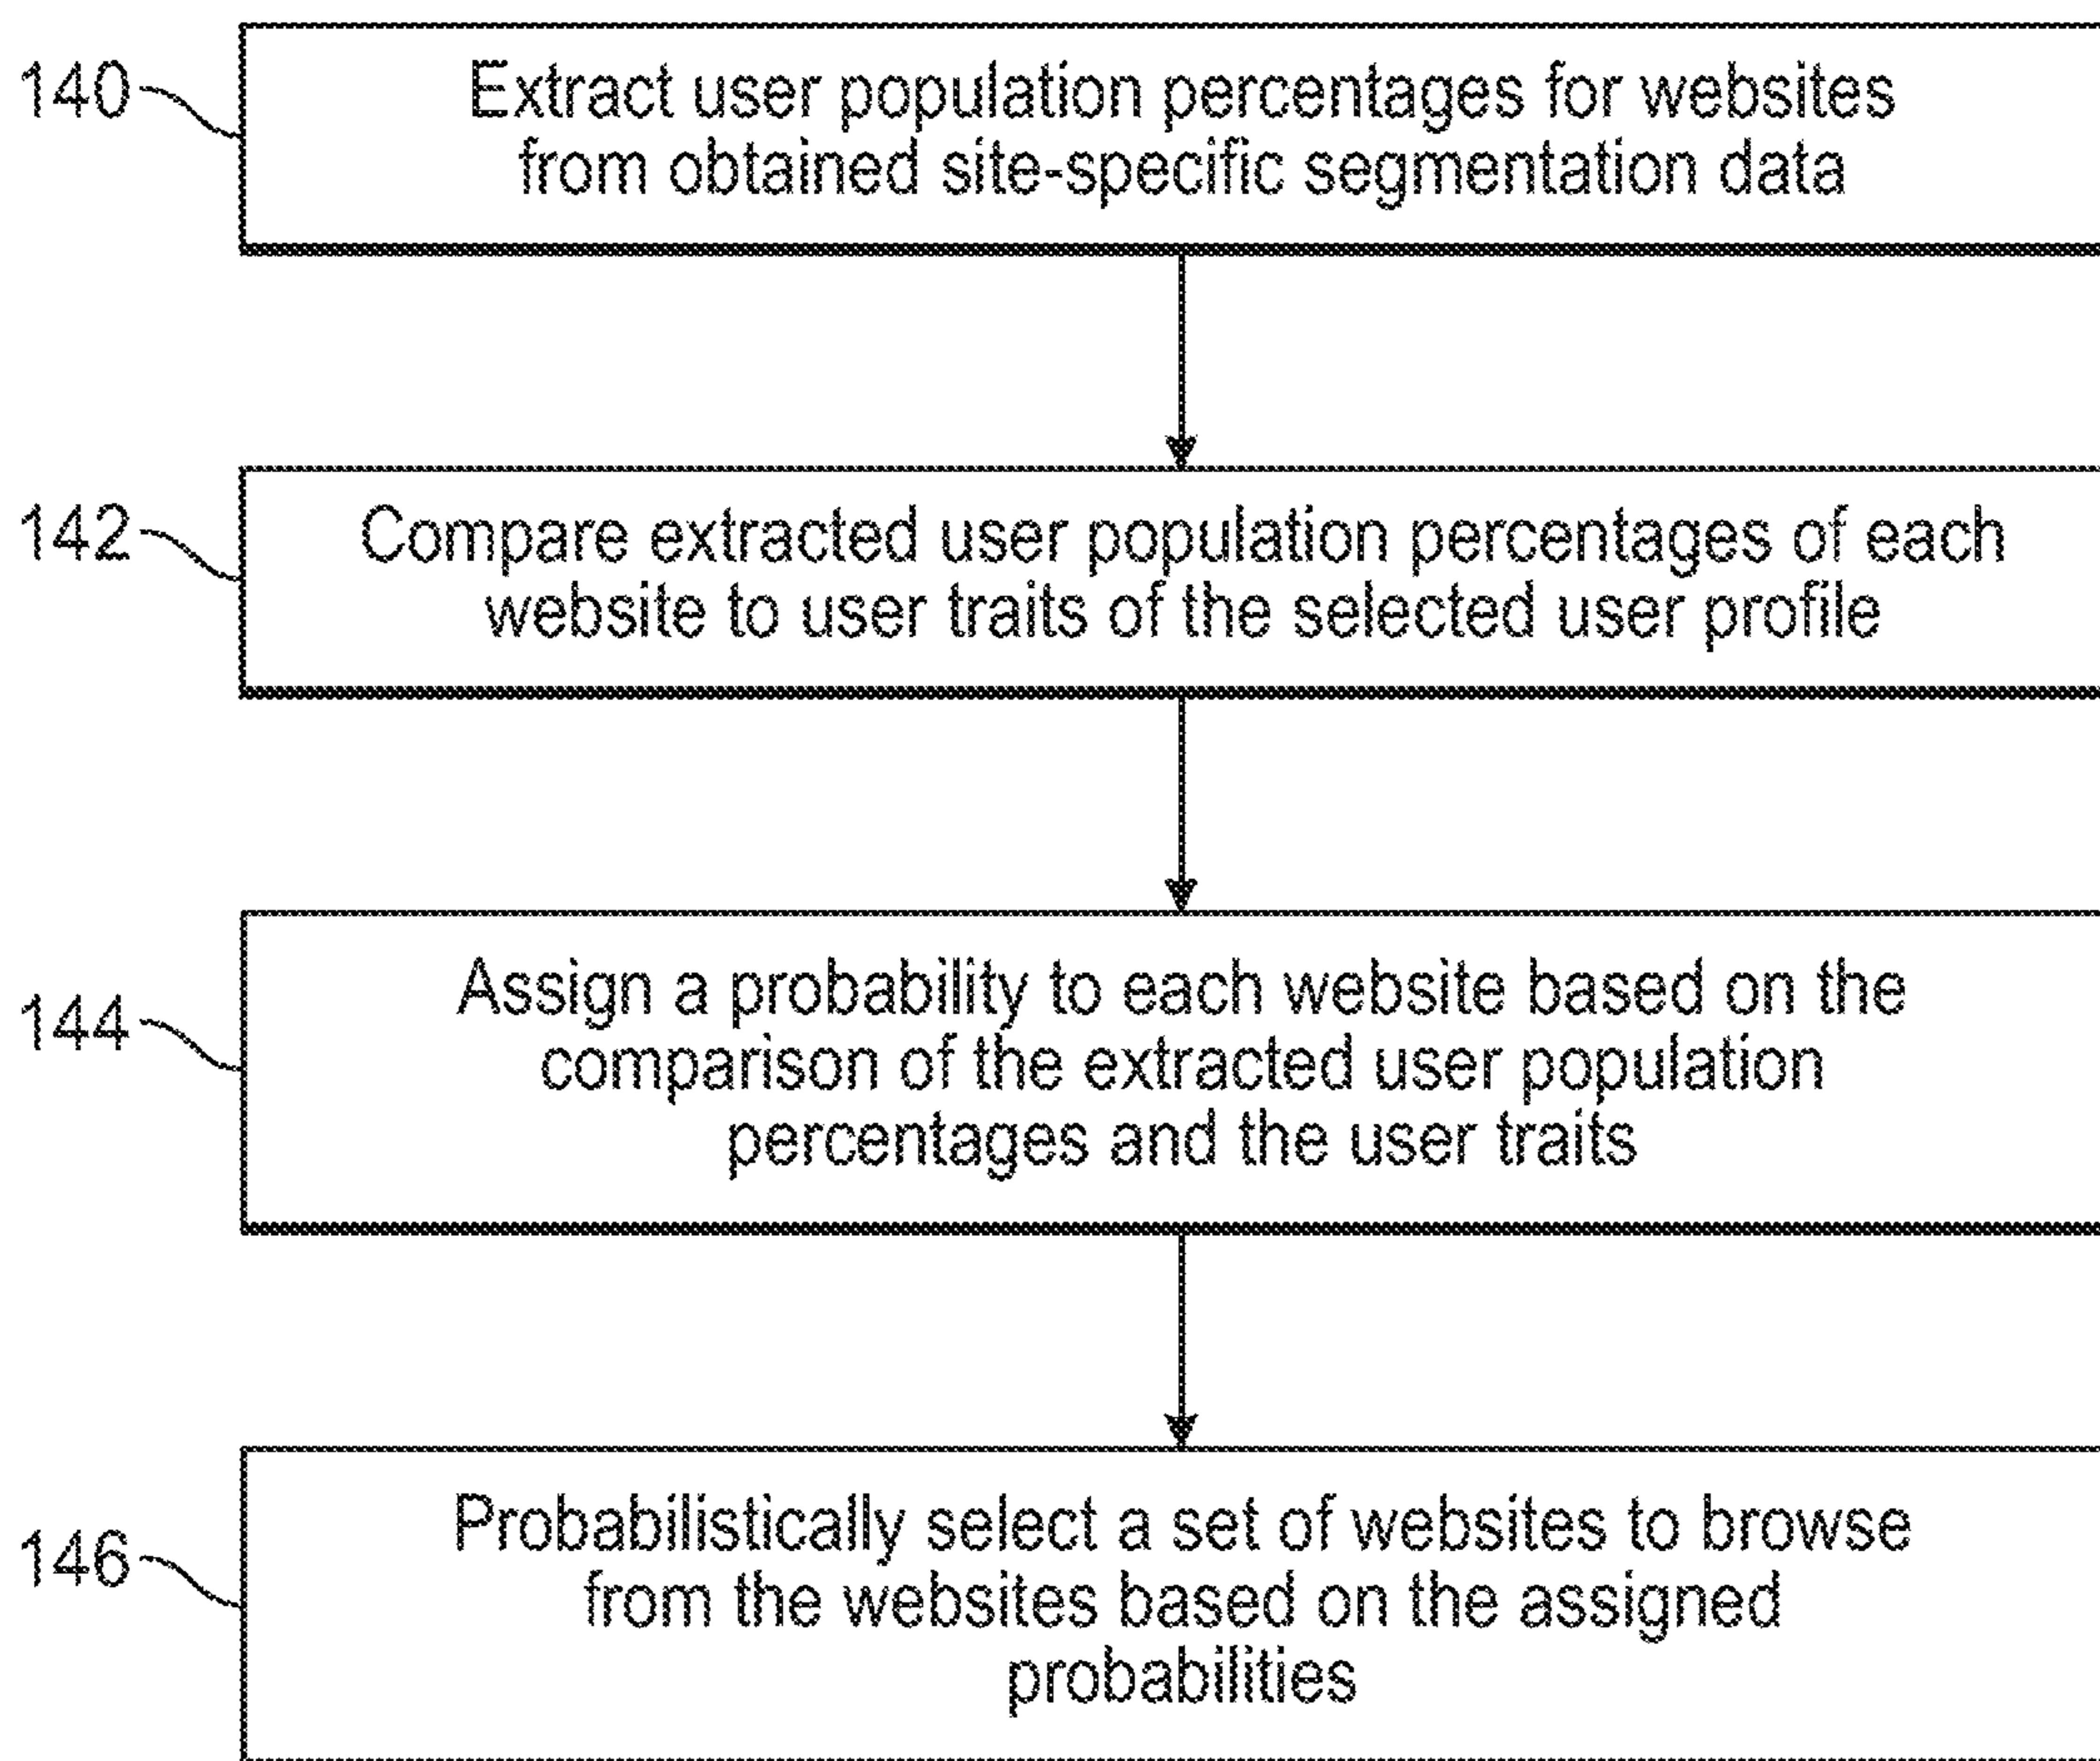 140
Extract user population percentages for websites
from obtained site-specific segmentation data
142
Compare extracted user population percentages of each
website to user traits of the selected user profile
144
Assign a probability to each website based on the
comparison of the extracted user population
percentages and the user traits
146
Probabilistically select a set of websites to browse
from the websites based on the assigned
probabilities